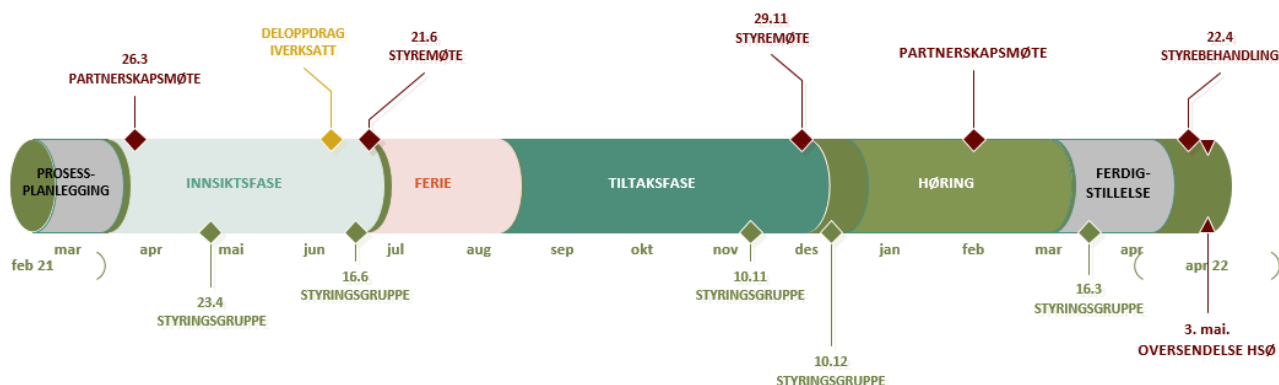 DELOPPDRAG
IVERKSATT
26.3
PARTNERSKAPSMØTE
21.6
STYREMØTE
29.11
STYREMØTE
PARTNERSKAPSMØTE
22.4
STYREBEHANDLING
PROSESS-
PLANLEGGING
INNSIKTSFASE
FERIE
TILTAKSFASE
HØRING
FERDIG-
STILLELSE
feb 21
mar
apr
mai
jun
jul
aug
sep
okt
nov
des
jan
feb
mar
apr
apr 22
23.4
STYRINGSGRUPPE
16.6
STYRINGSGRUPPE
10.11
STYRINGSGRUPPE
10.12
STYRINGSGRUPPE
16.3
STYRINGSGRUPPE
3. mai.
OVERSENDELSE HSØ